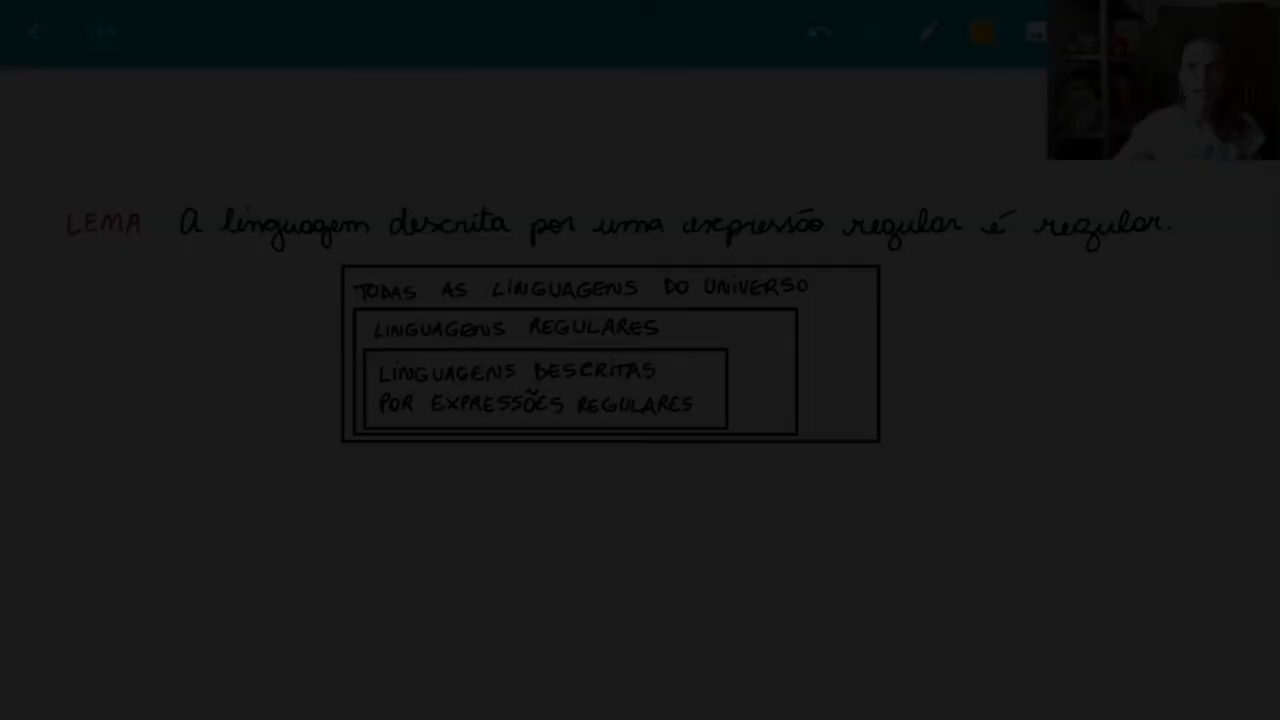 LEMA A linguagem descrita por uma expressão regular é regular.
TODAS AS LINGUAGENS DO UNIVERSO
LINGUAGENS REGULARES
LINGUAGENS DESCRITAS
POR EXPRESSÕES REGULARES